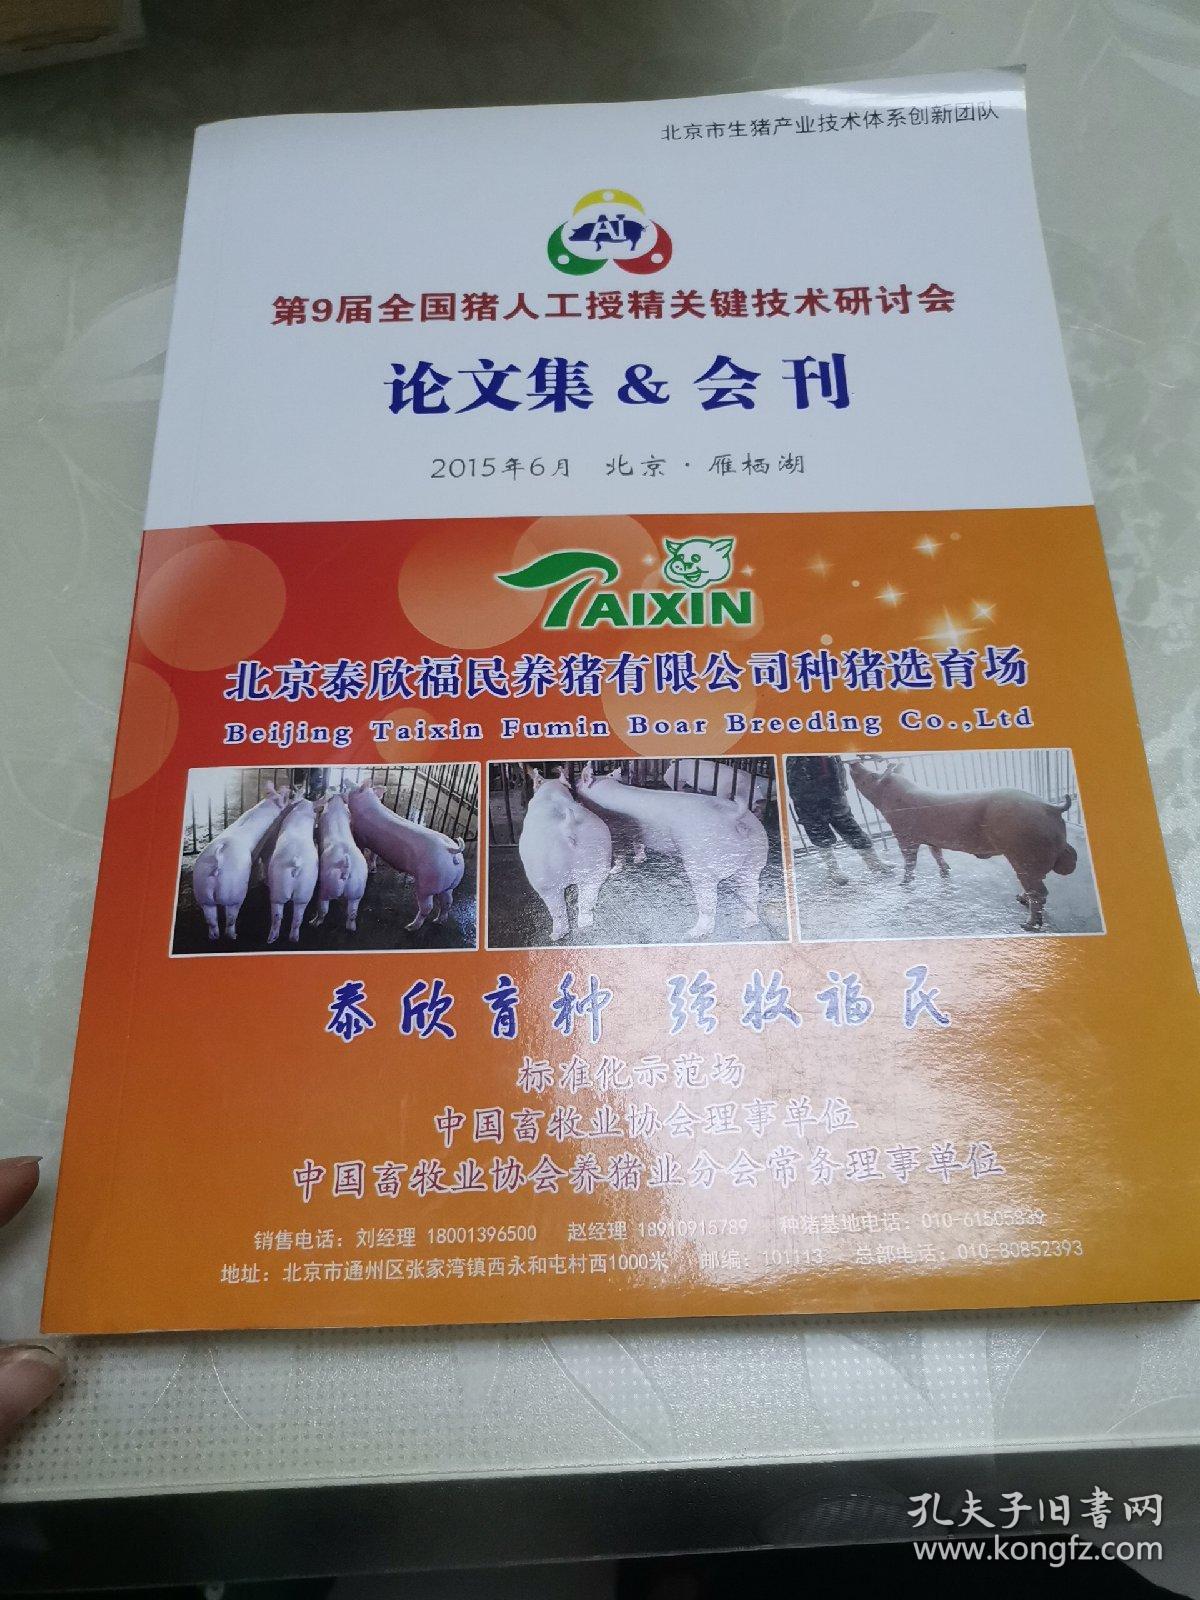 北京市生猪产业技术体系创新团队
AI
第9届全国猪人工授精关键技术研讨会
论文集 & 会刊
2015年6月 北京·雁栖湖
TAIXIN
北京泰欣福民养猪有限公司种猪选育场
Beijing Taixin Fumin Boar Breeding Co.,Ltd
泰欣育种 强牧福民
标准化示范场
中国畜牧业协会理事单位
中国畜牧业协会养猪业分会常务理事单位
销售电话：刘经理 18001396500 赵经理 18910915789 种猪基地电话：010-61505839
地址：北京市通州区张家湾镇西永和屯村西1000米 邮编：101113 总部电话：010-80852393
孔夫子旧书网
www.kongfz.com